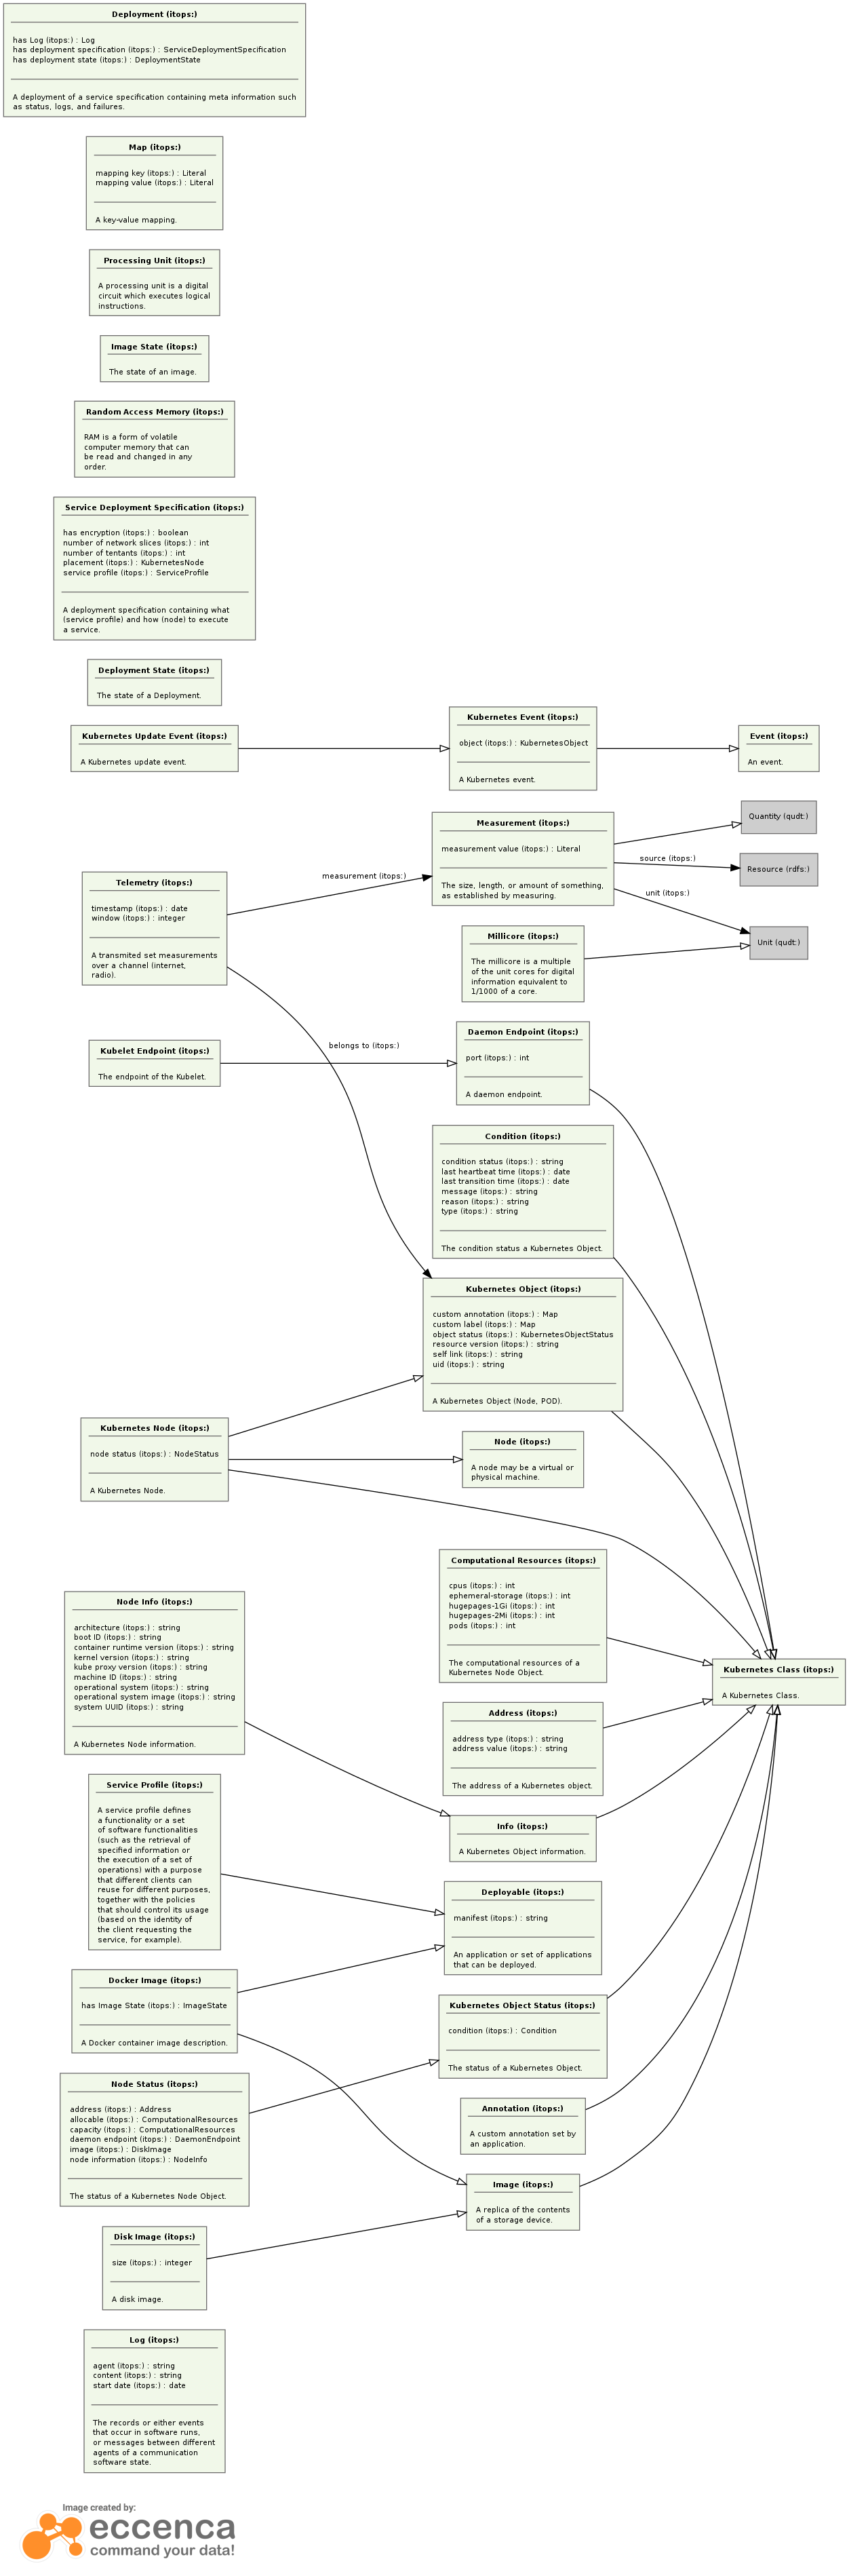 Deployment (itops:)
has Log (itops:) : Log
has deployment specification (itops:) : ServiceDeploymentSpecification
has deployment state (itops:) : DeploymentState
A deployment of a service specification containing meta information such
as status, logs, and failures.
Map (itops:)
mapping key (itops:) : Literal
mapping value (itops:) : Literal
A key-value mapping.
Processing Unit (itops:)
A processing unit is a digital
circuit which executes logical
instructions.
Image State (itops:)
The state of an image.
Random Access Memory (itops:)
RAM is a form of volatile
computer memory that can
be read and changed in any
order.
Service Deployment Specification (itops:)
has encryption (itops:) : boolean
number of network slices (itops:) : int
number of tentants (itops:) : int
placement (itops:) : KubernetesNode
service profile (itops:) : ServiceProfile
A deployment specification containing what
(service profile) and how (node) to execute
a service.
Deployment State (itops:)
The state of a Deployment.
Kubernetes Update Event (itops:)
A Kubernetes update event.
Kubernetes Event (itops:)
object (itops:) : KubernetesObject
A Kubernetes event.
Event (itops:)
An event.
Measurement (itops:)
measurement value (itops:) : Literal
The size, length, or amount of something,
as established by measuring.
Quantity (qudt:)
source (itops:)
Resource (rdfs:)
unit (itops:)
Unit (qudt:)
Telemetry (itops:)
timestamp (itops:) : date
window (itops:) : integer
A transmited set measurements
over a channel (internet,
radio).
measurement (itops:)
Millicore (itops:)
The millicore is a multiple
of the unit cores for digital
information equivalent to
1/1000 of a core.
belongs to (itops:)
Kubelet Endpoint (itops:)
The endpoint of the Kubelet.
Daemon Endpoint (itops:)
port (itops:) : int
A daemon endpoint.
Condition (itops:)
condition status (itops:) : string
last heartbeat time (itops:) : date
last transition time (itops:) : date
message (itops:) : string
reason (itops:) : string
type (itops:) : string
The condition status a Kubernetes Object.
Kubernetes Object (itops:)
custom annotation (itops:) : Map
custom label (itops:) : Map
object status (itops:) : KubernetesObjectStatus
resource version (itops:) : string
self link (itops:) : string
uid (itops:) : string
A Kubernetes Object (Node, POD).
Kubernetes Node (itops:)
node status (itops:) : NodeStatus
A Kubernetes Node.
Node (itops:)
A node may be a virtual or
physical machine.
Computational Resources (itops:)
cpus (itops:) : int
ephemeral-storage (itops:) : int
hugepages-1Gi (itops:) : int
hugepages-2Mi (itops:) : int
pods (itops:) : int
The computational resources of a
Kubernetes Node Object.
Kubernetes Class (itops:)
A Kubernetes Class.
Node Info (itops:)
architecture (itops:) : string
boot ID (itops:) : string
container runtime version (itops:) : string
kernel version (itops:) : string
kube proxy version (itops:) : string
machine ID (itops:) : string
operational system (itops:) : string
operational system image (itops:) : string
system UUID (itops:) : string
A Kubernetes Node information.
Address (itops:)
address type (itops:) : string
address value (itops:) : string
The address of a Kubernetes object.
Info (itops:)
A Kubernetes Object information.
Service Profile (itops:)
A service profile defines
a functionality or a set
of software functionalities
(such as the retrieval of
specified information or
the execution of a set of
operations) with a purpose
that different clients can
reuse for different purposes,
together with the policies
that should control its usage
(based on the identity of
the client requesting the
service, for example).
Deployable (itops:)
manifest (itops:) : string
An application or set of applications
that can be deployed.
Docker Image (itops:)
has Image State (itops:) : ImageState
A Docker container image description.
Kubernetes Object Status (itops:)
condition (itops:) : Condition
The status of a Kubernetes Object.
Node Status (itops:)
address (itops:) : Address
allocable (itops:) : ComputationalResources
capacity (itops:) : ComputationalResources
daemon endpoint (itops:) : DaemonEndpoint
image (itops:) : DiskImage
node information (itops:) : NodeInfo
The status of a Kubernetes Node Object.
Annotation (itops:)
A custom annotation set by
an application.
Image (itops:)
A replica of the contents
of a storage device.
Disk Image (itops:)
size (itops:) : integer
A disk image.
Log (itops:)
agent (itops:) : string
content (itops:) : string
start date (itops:) : date
The records or either events
that occur in software runs,
or messages between different
agents of a communication
software state.
Image created by:
eccenca
command your data!